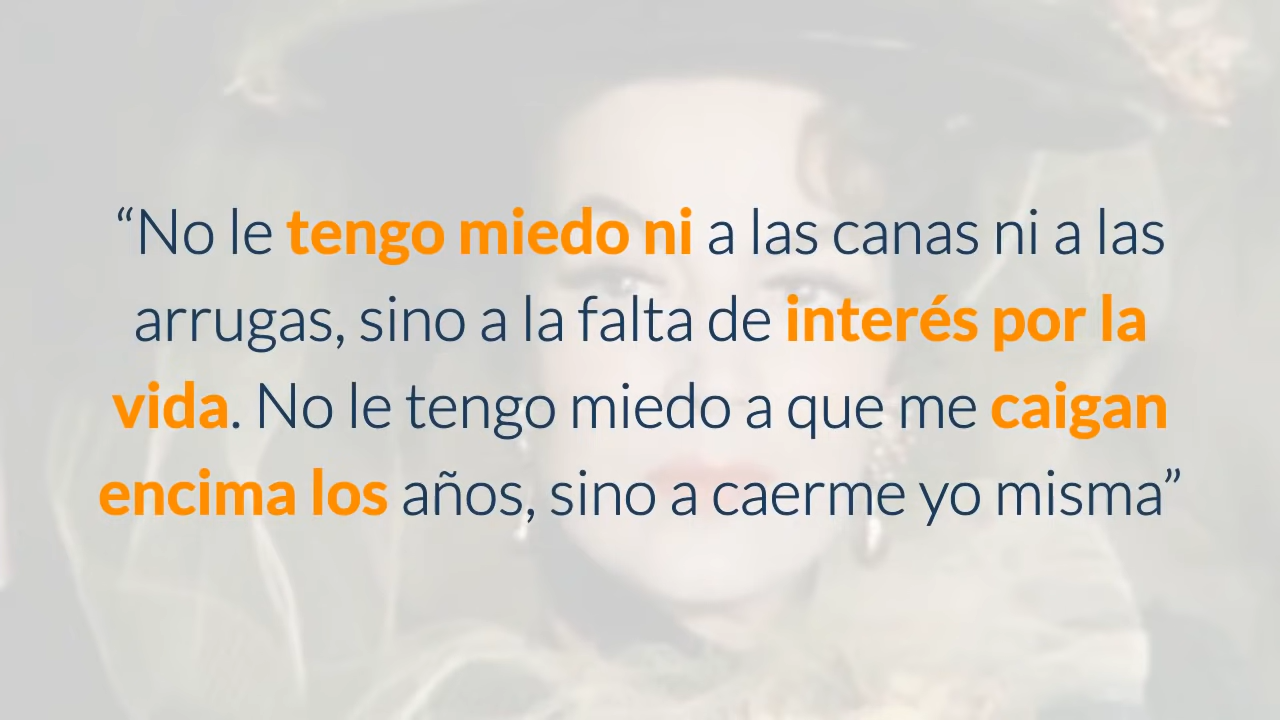 “No le tengo miedo ni a las canas ni a las
arrugas, sino a la falta de interés por la
vida. No le tengo miedo a que me caigan
encima los años, sino a caerme yo misma”